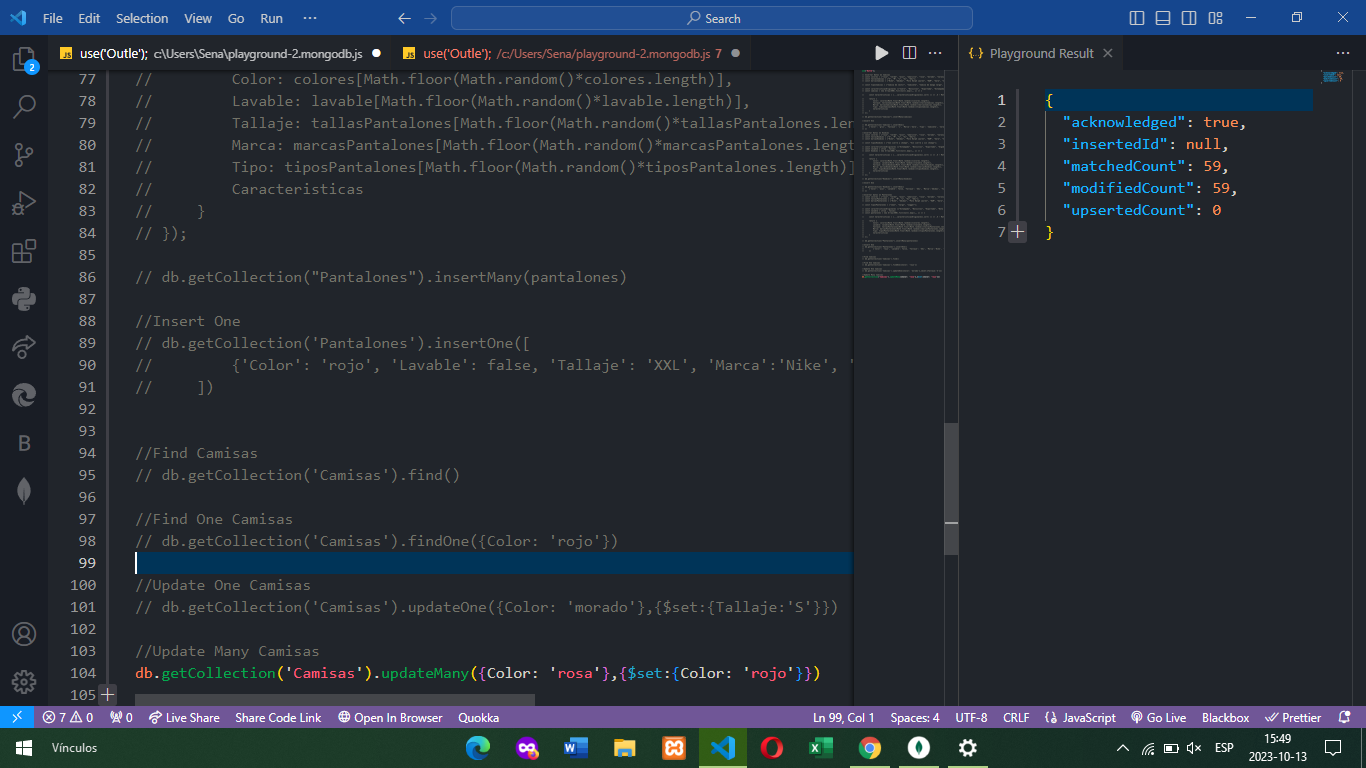 File Edit Selection View Go Run ···
Search
use('Outle'); c\Users\Sena\playground-2.mongodb.js
use('Outle'); /c:/Users/Sena/playground-2.mongodb.js 7
Playground Result
77 // Color: colores[Math.floor(Math.random()*colores.length)],
78 // Lavable: lavable[Math.floor(Math.random()*lavable.length)],
79 // Tallaje: tallasPantalones[Math.floor(Math.random()*tallasPantalones.len
80 // Marca: marcasPantalones[Math.floor(Math.random()*marcasPantalones.lengt
81 // Tipo: tiposPantalones[Math.floor(Math.random()*tiposPantalones.length)]
82 // Caracteristicas
83 // }
84 // });
85
86 // db.getCollection("Pantalones").insertMany(pantalones)
87
88 //Insert One
89 // db.getCollection('Pantalones').insertOne([
90 // {'Color': 'rojo', 'Lavable': false, 'Tallaje': 'XXL', 'Marca':'Nike', '
91 // ])
92
93
94 //Find Camisas
95 // db.getCollection('Camisas').find()
96
97 //Find One Camisas
98 // db.getCollection('Camisas').findOne({Color: 'rojo'})
99
100 //Update One Camisas
101 // db.getCollection('Camisas').updateOne({Color: 'morado'},{$set:{Tallaje:'S'}})
102
103 //Update Many Camisas
104 db.getCollection('Camisas').updateMany({Color: 'rosa'},{$set:{Color: 'rojo'}})
105
1 {
2 "acknowledged": true,
3 "insertedId": null,
4 "matchedCount": 59,
5 "modifiedCount": 59,
6 "upsertedCount": 0
7 }
2
B
7 0 0 Live Share Share Code Link Open In Browser Quokka Ln 99, Col 1 Spaces: 4 UTF-8 CRLF JavaScript Go Live Blackbox Prettier
Vínculos
ESP
15:49
2023-10-13